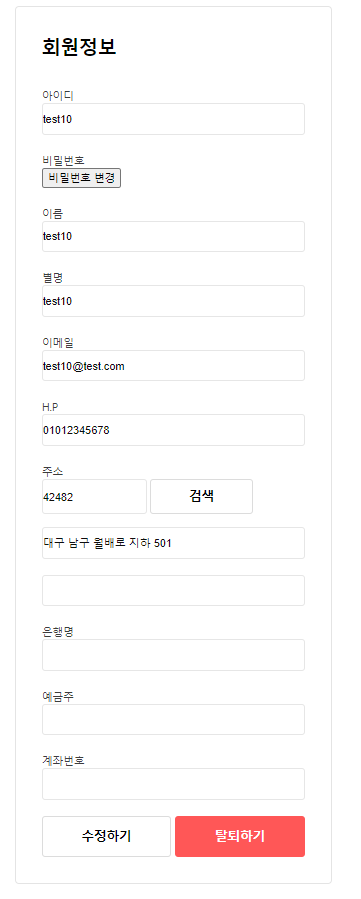 회원정보
아이디
test10
비밀번호
비밀번호 변경
이름
test10
별명
test10
이메일
test10@test.com
H.P
01012345678
주소
42482 검색
대구 남구 월배로 지하 501
은행명
예금주
계좌번호
수정하기 탈퇴하기